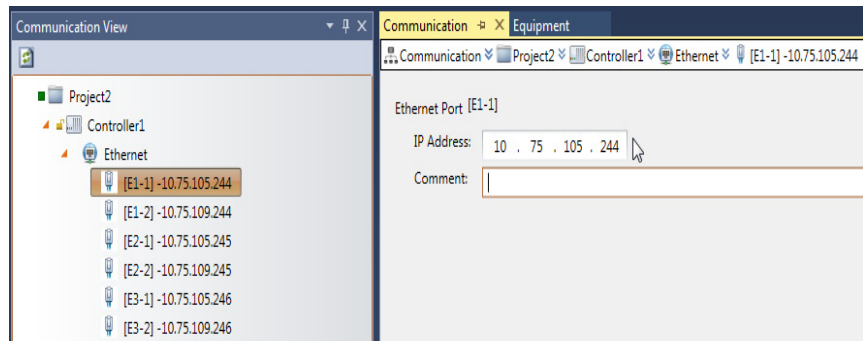 Communication View
Project2
Controller1
Ethernet
[E1-1] -10.75.105.244
[E1-2] -10.75.109.244
[E2-1] -10.75.105.245
[E2-2] -10.75.109.245
[E3-1] -10.75.105.246
[E3-2] -10.75.109.246
Communication Equipment
Communication Project2 Controller1 Ethernet [E1-1] -10.75.105.244
Ethernet Port [E1-1]
IP Address: 10 . 75 . 105 . 244
Comment: